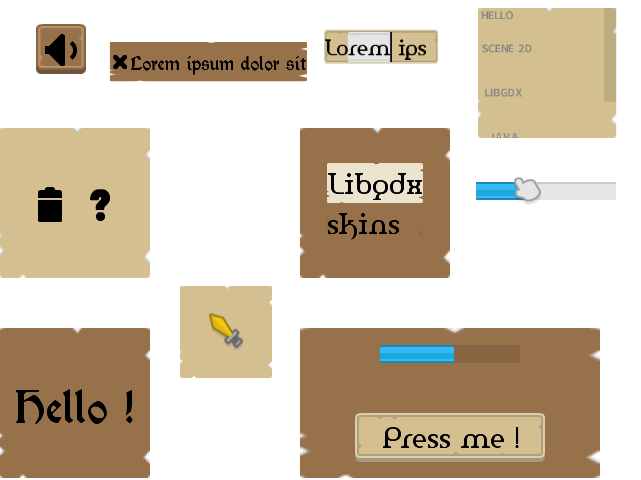 Lorem ipsum dolor sit
Lorem ips
HELLO
SCENE 2D
LIBGDX
JAVA
?
Libgdx
skins
Hello !
Press me !